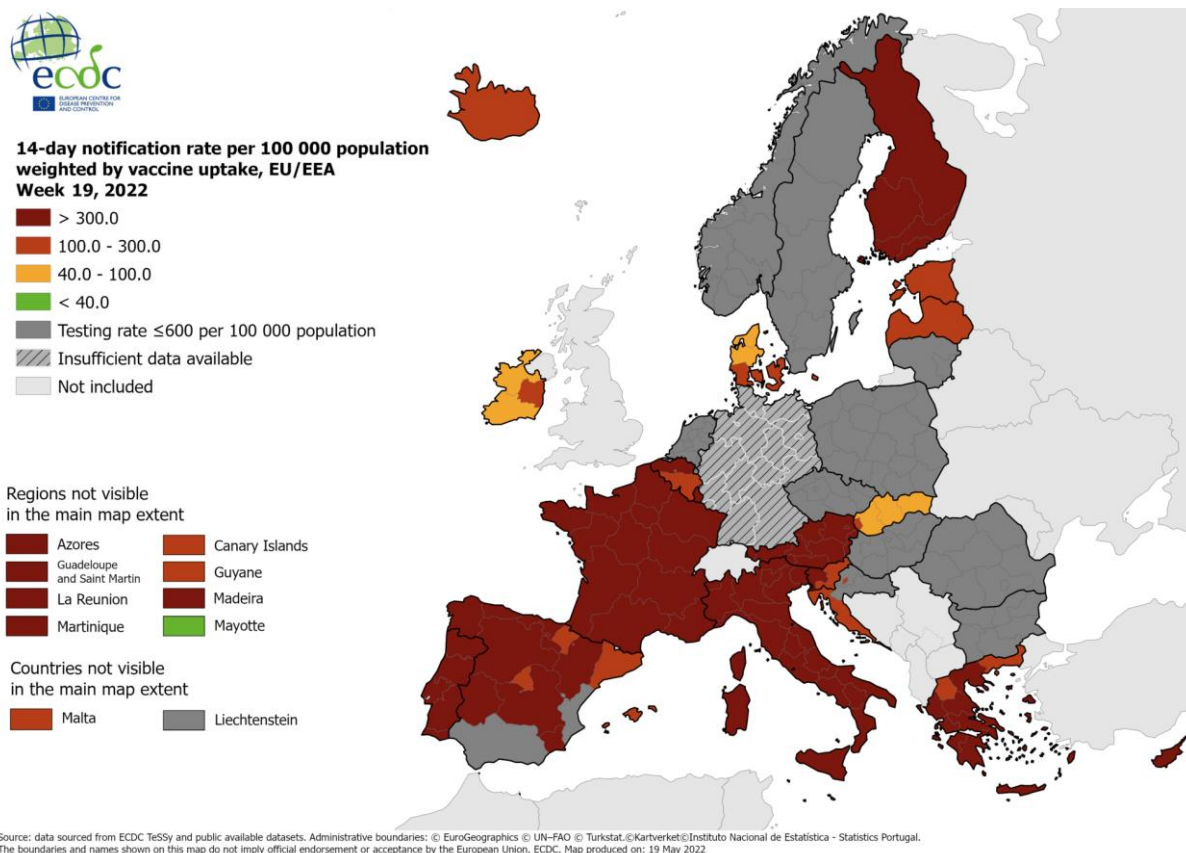 ecdc
EUROPEAN CENTRE FOR
DISEASE PREVENTION
AND CONTROL
14-day notification rate per 100 000 population
weighted by vaccine uptake, EU/EEA
Week 19, 2022
> 300.0
100.0 - 300.0
40.0 - 100.0
< 40.0
Testing rate ≤600 per 100 000 population
Insufficient data available
Not included
Regions not visible
in the main map extent
Azores
Guadeloupe
and Saint Martin
La Reunion
Martinique
Canary Islands
Guyane
Madeira
Mayotte
Countries not visible
in the main map extent
Malta
Liechtenstein
Source: data sourced from ECDC TeSSy and public available datasets. Administrative boundaries: © EuroGeographics © UN–FAO © Turkstat.©Kartverket©Instituto Nacional de Estatística - Statistics Portugal.
The boundaries and names shown on this map do not imply official endorsement or acceptance by the European Union. ECDC. Map produced on: 19 May 2022